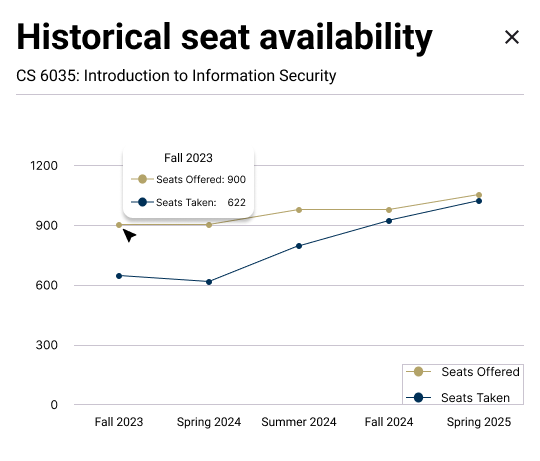 Historical seat availability
CS 6035: Introduction to Information Security
Fall 2023
Seats Offered: 900
Seats Taken: 622
1200
900
600
300
0
Seats Offered
Seats Taken
Fall 2023 Spring 2024 Summer 2024 Fall 2024 Spring 2025